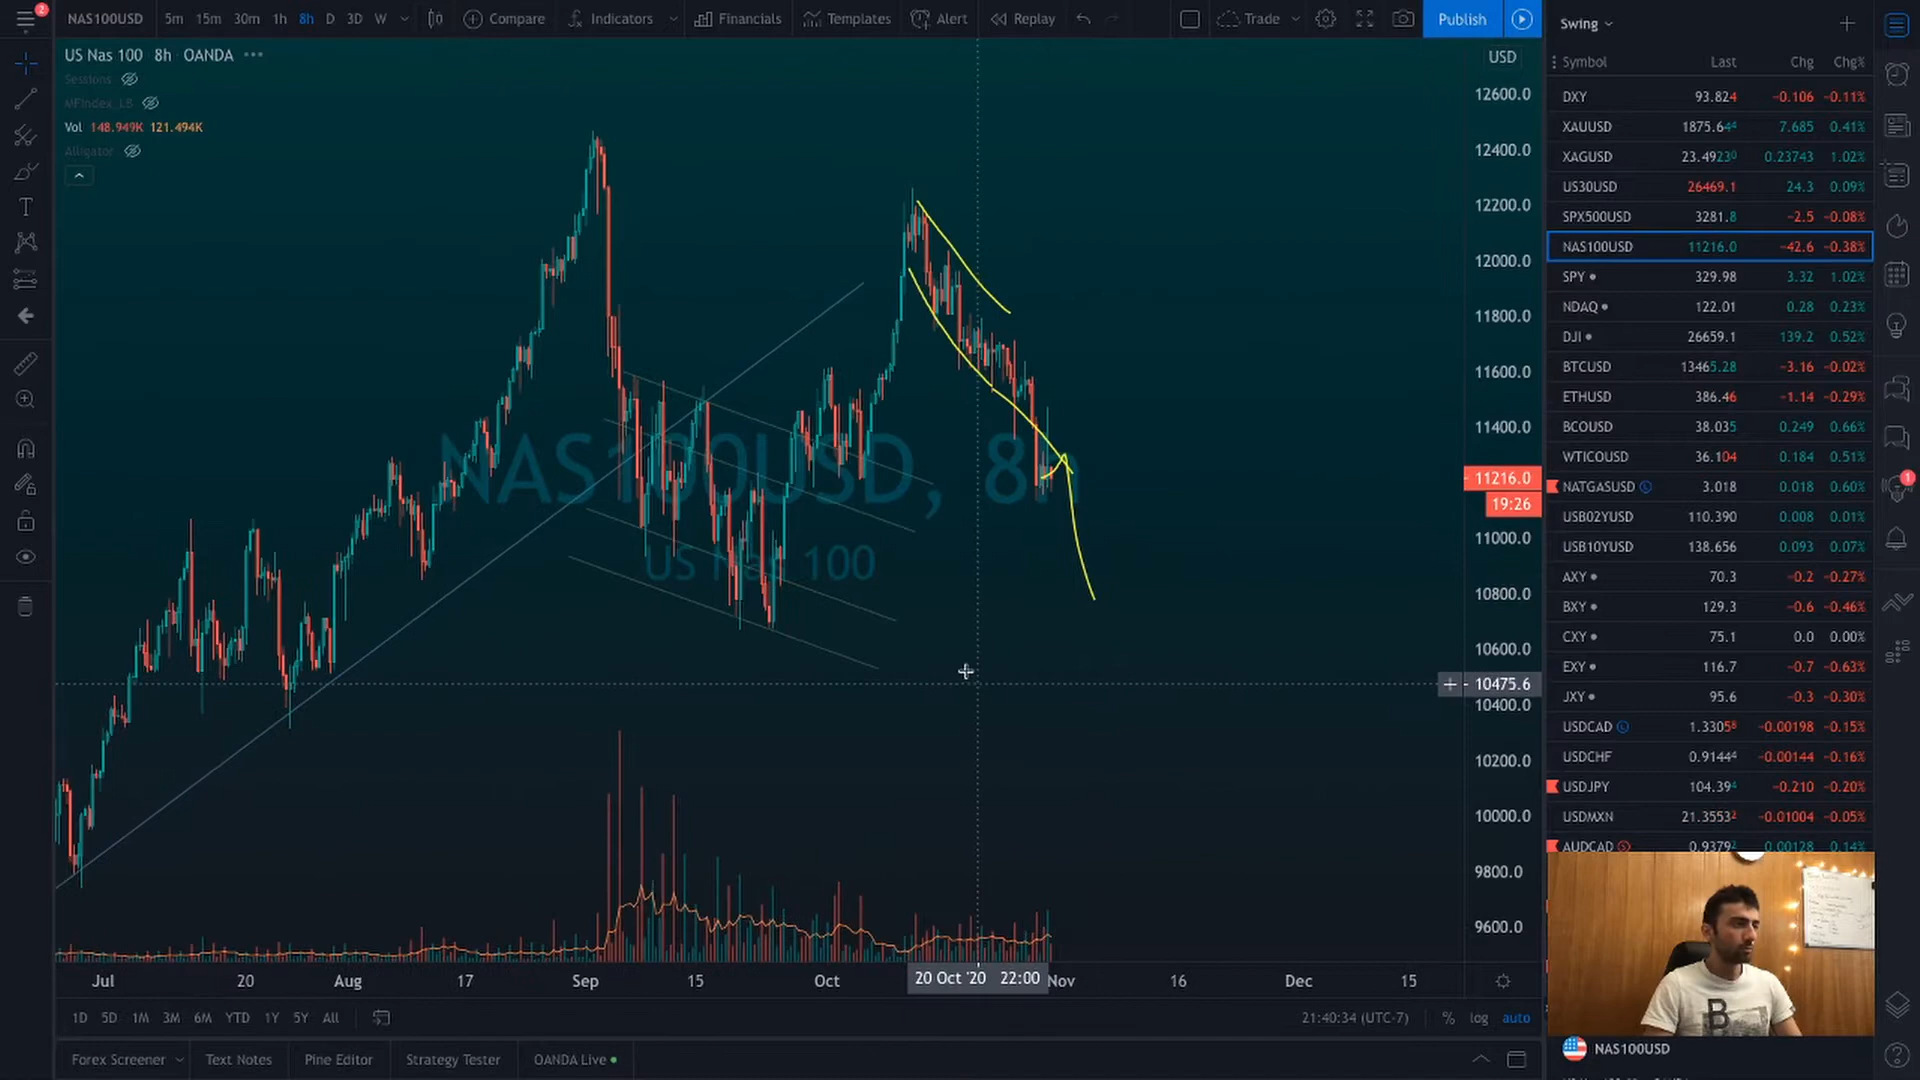 2
NAS100USD 5m 15m 30m 1h 8h D 3D W Compare Indicators Financials Templates Alert Replay Trade Publish
Swing
US Nas 100 8h OANDA ...
Sessions
MFIndex_LB
Vol 148.949K 121.494K
Alligator
NAS100USD, 8h
US Nas 100
USD
12600.0
12400.0
12200.0
12000.0
11800.0
11600.0
11400.0
11216.0
19:26
11000.0
10800.0
10600.0
10475.6
10400.0
10200.0
10000.0
9800.0
9600.0
Jul 20 Aug 17 Sep 15 Oct 20 Oct '20 22:00 Nov 16 Dec 15
1D 5D 1M 3M 6M YTD 1Y 5Y All 21:40:34 (UTC-7) % log auto
Forex Screener Text Notes Pine Editor Strategy Tester OANDA Live
Symbol Last Chg Chg%
DXY 93.824 −0.106 −0.11%
XAUUSD 1875.644 7.685 0.41%
XAGUSD 23.49230 0.23743 1.02%
US30USD 26469.1 24.3 0.09%
SPX500USD 3281.8 −2.5 −0.08%
NAS100USD 11216.0 −42.6 −0.38%
SPY 329.98 3.32 1.02%
NDAQ 122.01 0.28 0.23%
DJI 26659.1 139.2 0.52%
BTCUSD 13465.28 −3.16 −0.02%
ETHUSD 386.46 −1.14 −0.29%
BCOUSD 38.035 0.249 0.66%
WTICOUSD 36.104 0.184 0.51%
NATGASUSD 3.018 0.018 0.60%
USB02YUSD 110.390 0.008 0.01%
USB10YUSD 138.656 0.093 0.07%
AXY 70.3 −0.2 −0.27%
BXY 129.3 −0.6 −0.46%
CXY 75.1 0.0 0.00%
EXY 116.7 −0.7 −0.63%
JXY 95.6 −0.3 −0.30%
USDCAD 1.33058 −0.00198 −0.15%
USDCHF 0.91444 −0.00144 −0.16%
USDJPY 104.394 −0.210 −0.20%
USDMXN 21.35532 −0.01004 −0.05%
AUDCAD 0.9379 0.00128 0.14%
B
NAS100USD
1